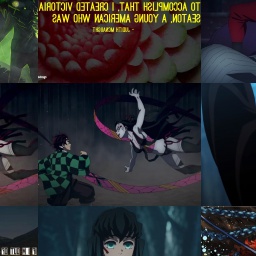 TO ACCOMPLISH THAT, I CREATED VICTORIA
SEATON, A YOUNG AMERICAN WHO WAS
- JUDITH MCNAUGHT